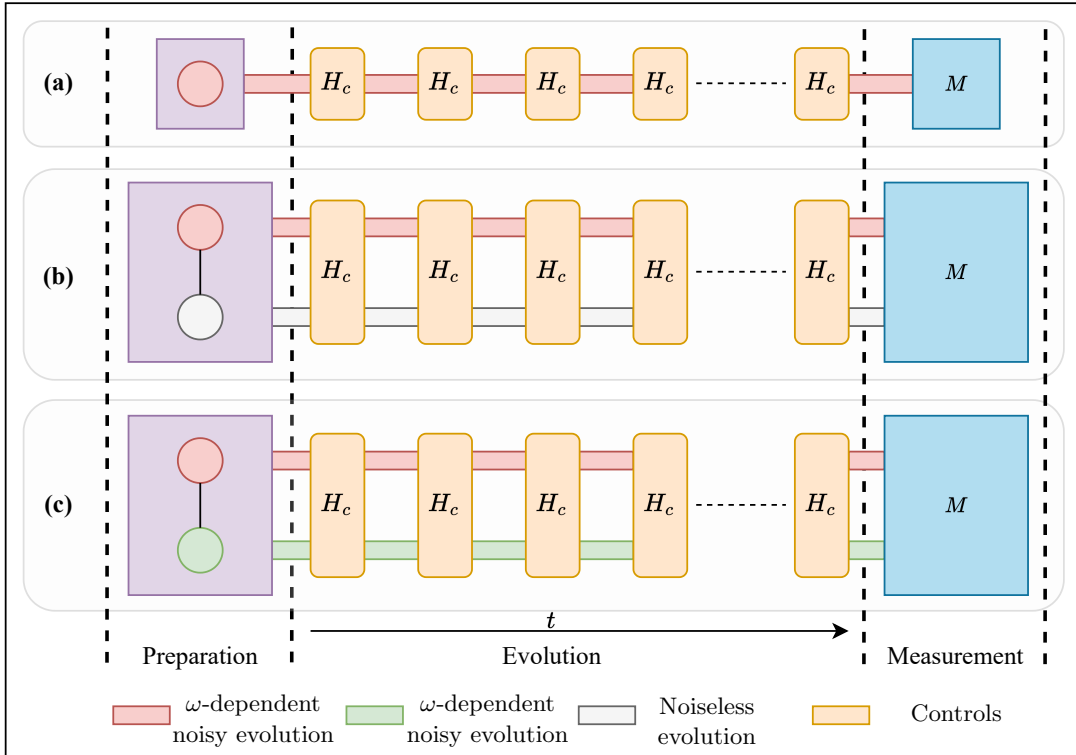 (a) H_c H_c H_c H_c H_c M
(b) H_c H_c H_c H_c H_c M
(c) H_c H_c H_c H_c H_c M
t
Preparation Evolution Measurement
ω-dependent ω-dependent Noiseless Controls
noisy evolution noisy evolution evolution